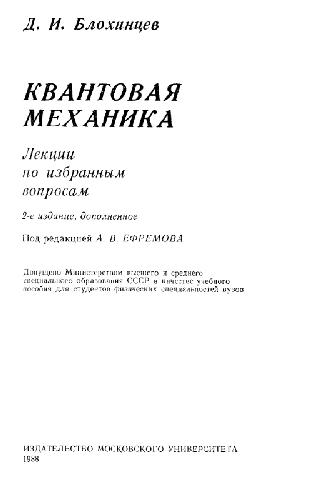 Д. И. Блохинцев
КВАНТОВАЯ
МЕХАНИКА
Лекции
по избранным
вопросам
2-е издание, дополненное
Под редакцией А. В. ЕФРЕМОВА
Допущено Министерством высшего и среднего
специального образования СССР в качестве учебного
пособия для студентов физических специальностей вузов
ИЗДАТЕЛЬСТВО МОСКОВСКОГО УНИВЕРСИТЕТА
1988